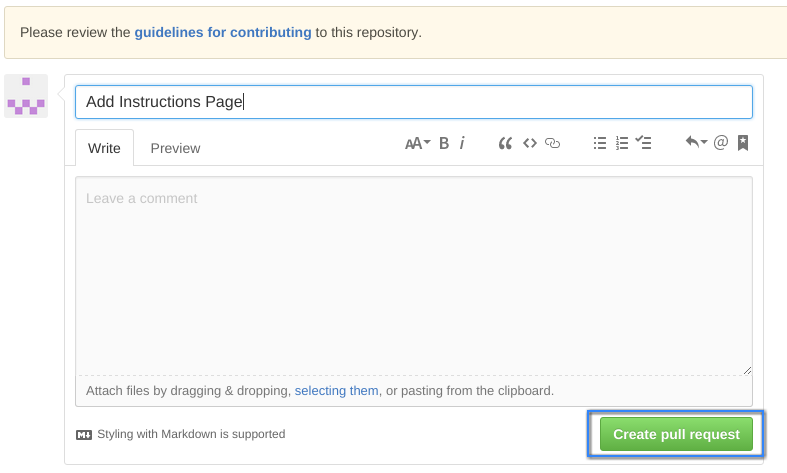 Please review the guidelines for contributing to this repository.
Add Instructions Page
Write Preview AA B i @
Leave a comment
Attach files by dragging & dropping, selecting them, or pasting from the clipboard.
Styling with Markdown is supported
Create pull request